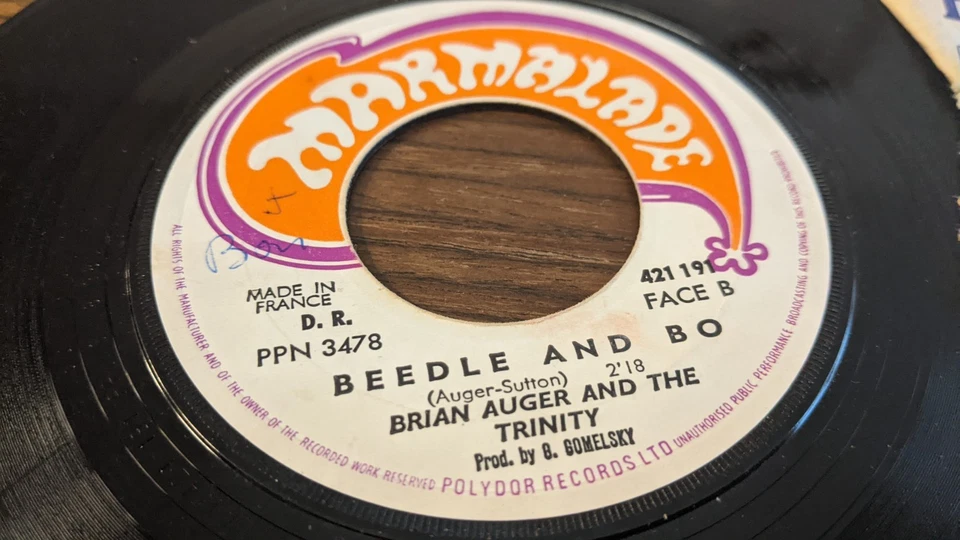 MARMALADE
+
Bon
MADE IN
FRANCE
D. R.
PPN 3478
421 191
FACE B
BEEDLE AND BO
(Auger-Sutton) 2'18
BRIAN AUGER AND THE
TRINITY
Prod. by G. GOMELSKY
ALL RIGHTS OF THE MANUFACTURER AND OF THE OWNER OF THE RECORDED WORK RESERVED POLYDOR RECORDS LTD UNAUTHORISED PUBLIC PERFORMANCE BROADCASTING AND COPYING OF THIS RECORD PROHIBITED